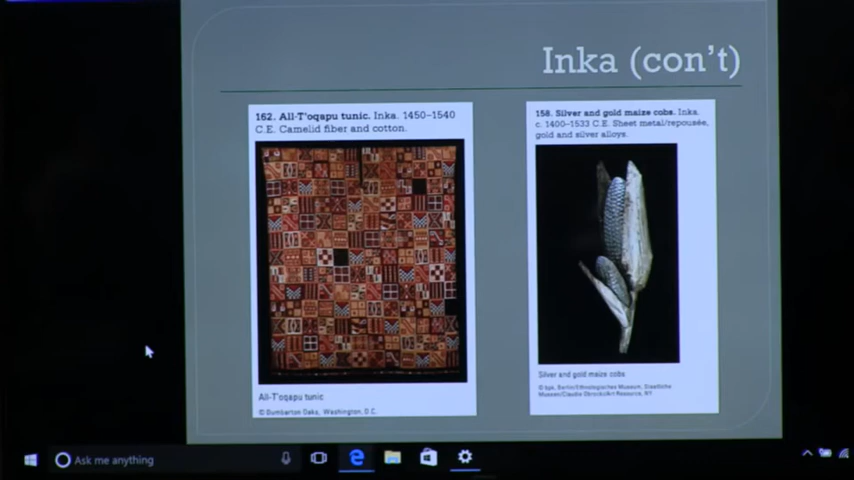 Inka (con't)
162. All-T'oqapu tunic. Inka. 1450–1540
C.E. Camelid fiber and cotton.
158. Silver and gold maize cobs. Inka.
c. 1400–1533 C.E. Sheet metal/repousée,
gold and silver alloys.
All-T'oqapu tunic
© Dumbarton Oaks, Washington, D.C.
Silver and gold maize cobs
© bpk, Berlin/Ethnologisches Museum, Staatliche
Museen/Claudia Obrocki/Art Resource, NY
Ask me anything